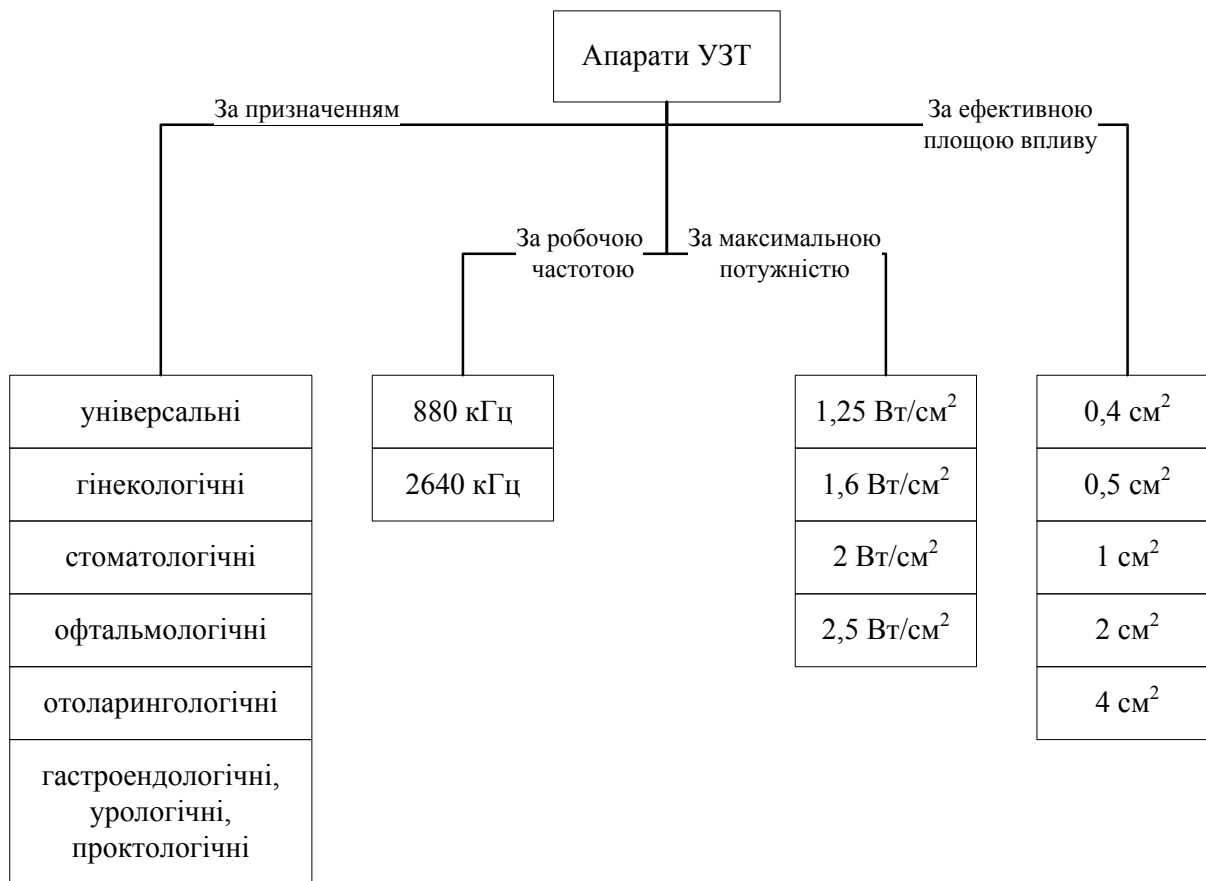 Апарати УЗТ
За призначенням
За ефективною
площою впливу
За робочою
частотою
За максимальною
потужністю
універсальні
гінекологічні
стоматологічні
офтальмологічні
отоларингологічні
гастроендологічні,
урологічні,
проктологічні
880 кГц
2640 кГц
1,25 Вт/см²
1,6 Вт/см²
2 Вт/см²
2,5 Вт/см²
0,4 см²
0,5 см²
1 см²
2 см²
4 см²